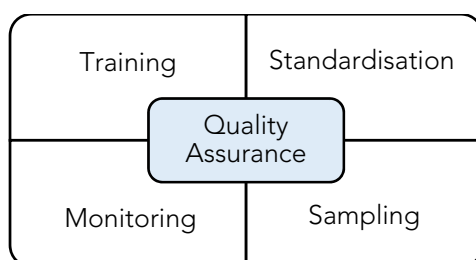 Training
Standardisation
Quality
Assurance
Monitoring
Sampling